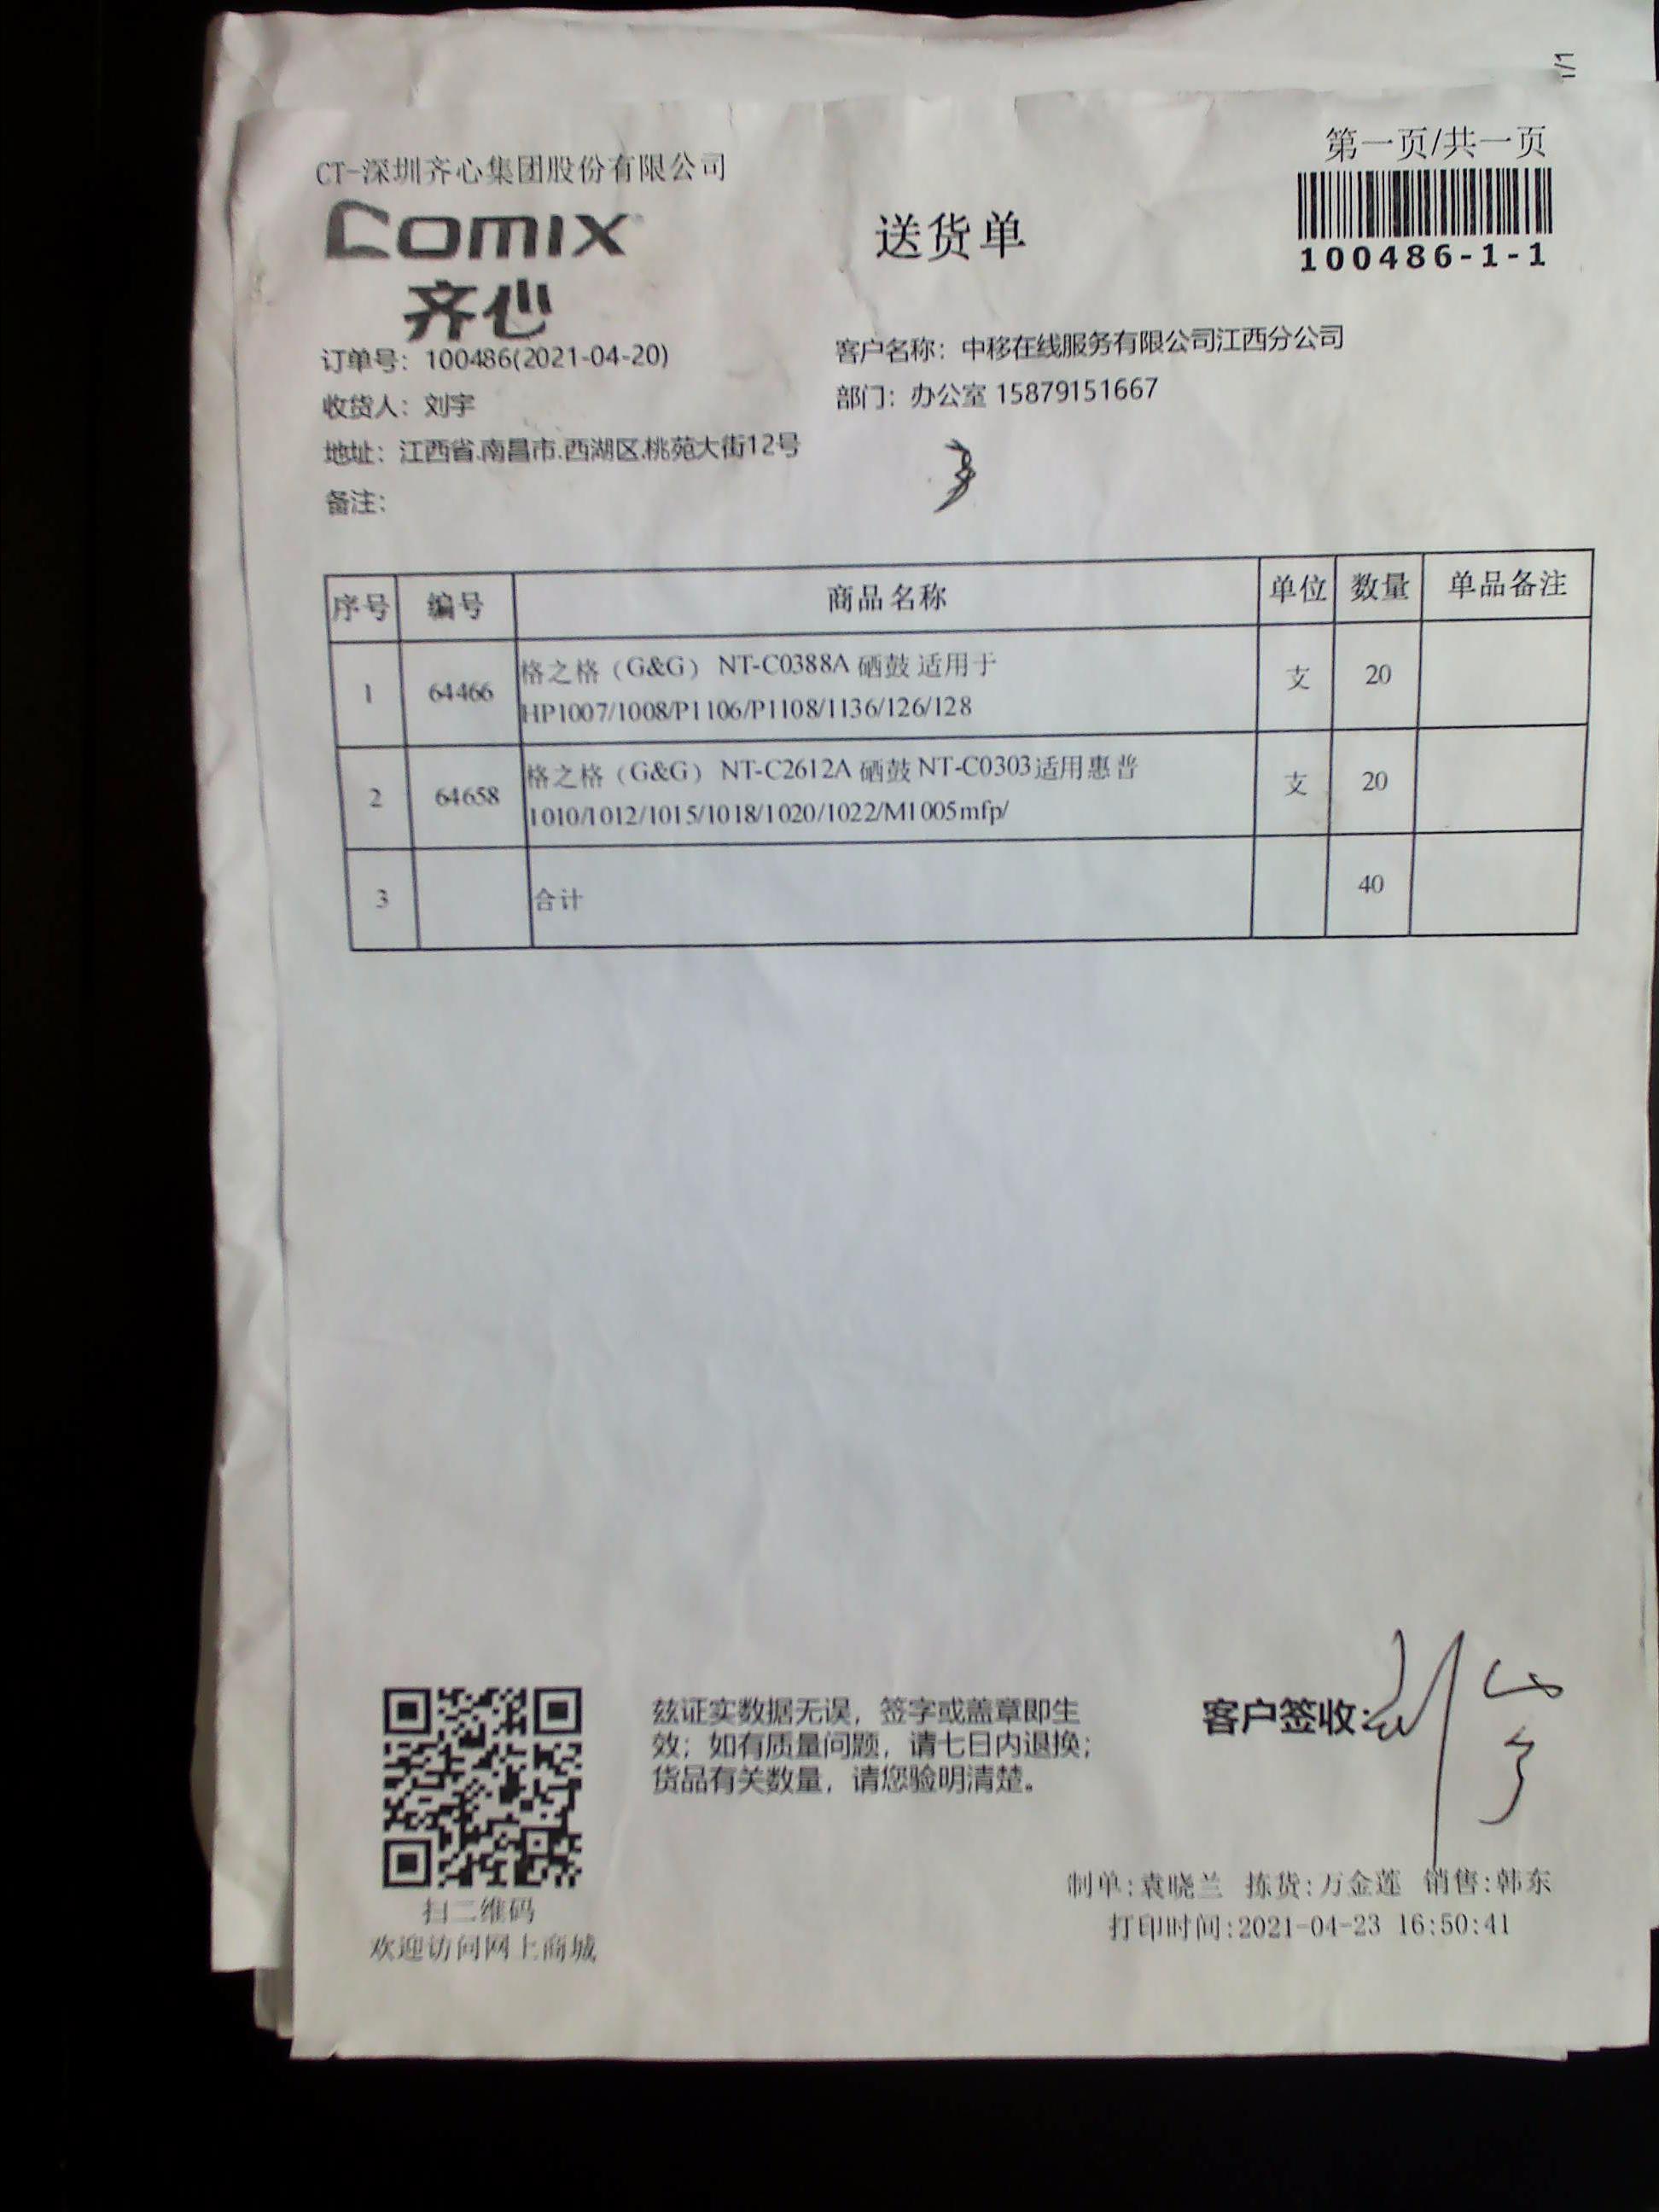 1/1
第一页/共一页
CT-深圳齐心集团股份有限公司
COMIX
齐心
送货单
100486-1-1
订单号：100486(2021-04-20)
客户名称：中移在线服务有限公司江西分公司
收货人：刘宇
部门：办公室 15879151667
地址：江西省.南昌市.西湖区.桃苑大街12号
备注：
序号 编号 商品名称 单位 数量 单品备注
1 64466 格之格（G&G） NT-C0388A 硒鼓 适用于 支 20
HP1007/1008/P1106/P1108/1136/126/128
2 64658 格之格（G&G） NT-C2612A 硒鼓 NT-C0303适用惠普 支 20
1010/1012/1015/1018/1020/1022/M1005mfp/
3 合计 40
兹证实数据无误，签字或盖章即生
效；如有质量问题，请七日内退换；
货品有关数量，请您验明清楚。
客户签收：刘宇
扫二维码
欢迎访问网上商城
制单:袁晓兰 拣货:万金莲 销售:韩东
打印时间:2021-04-23 16:50:41